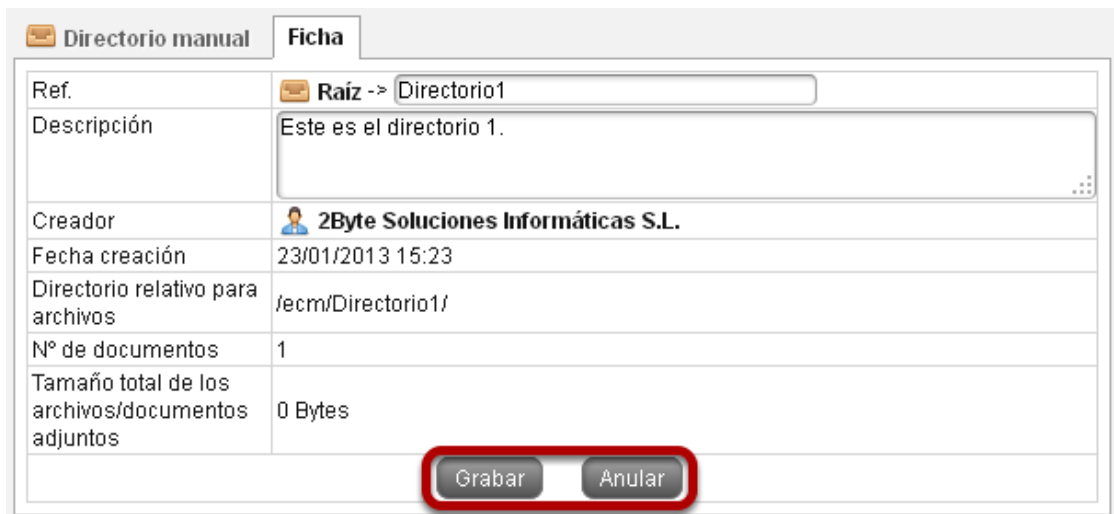 Directorio manual Ficha
Ref. Raíz -> Directorio1
Descripción Este es el directorio 1.
Creador 2Byte Soluciones Informáticas S.L.
Fecha creación 23/01/2013 15:23
Directorio relativo para
archivos /ecm/Directorio1/
Nº de documentos 1
Tamaño total de los
archivos/documentos 0 Bytes
adjuntos
Grabar Anular